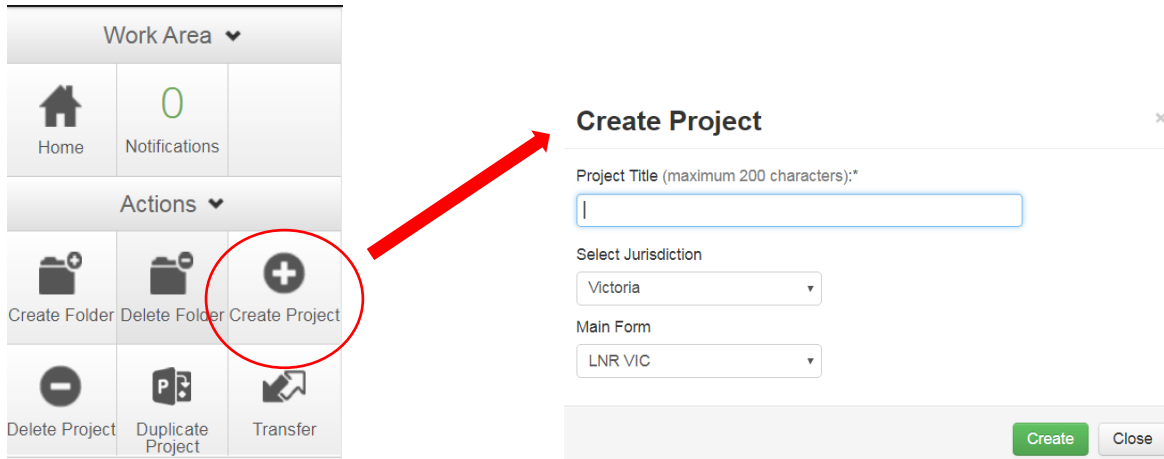 Work Area
0
Home
Notifications
Actions
Create Folder
Delete Folder
Create Project
Delete Project
Duplicate
Project
Transfer
Create Project
×
Project Title (maximum 200 characters):*
Select Jurisdiction
Victoria
Main Form
LNR VIC
Create
Close